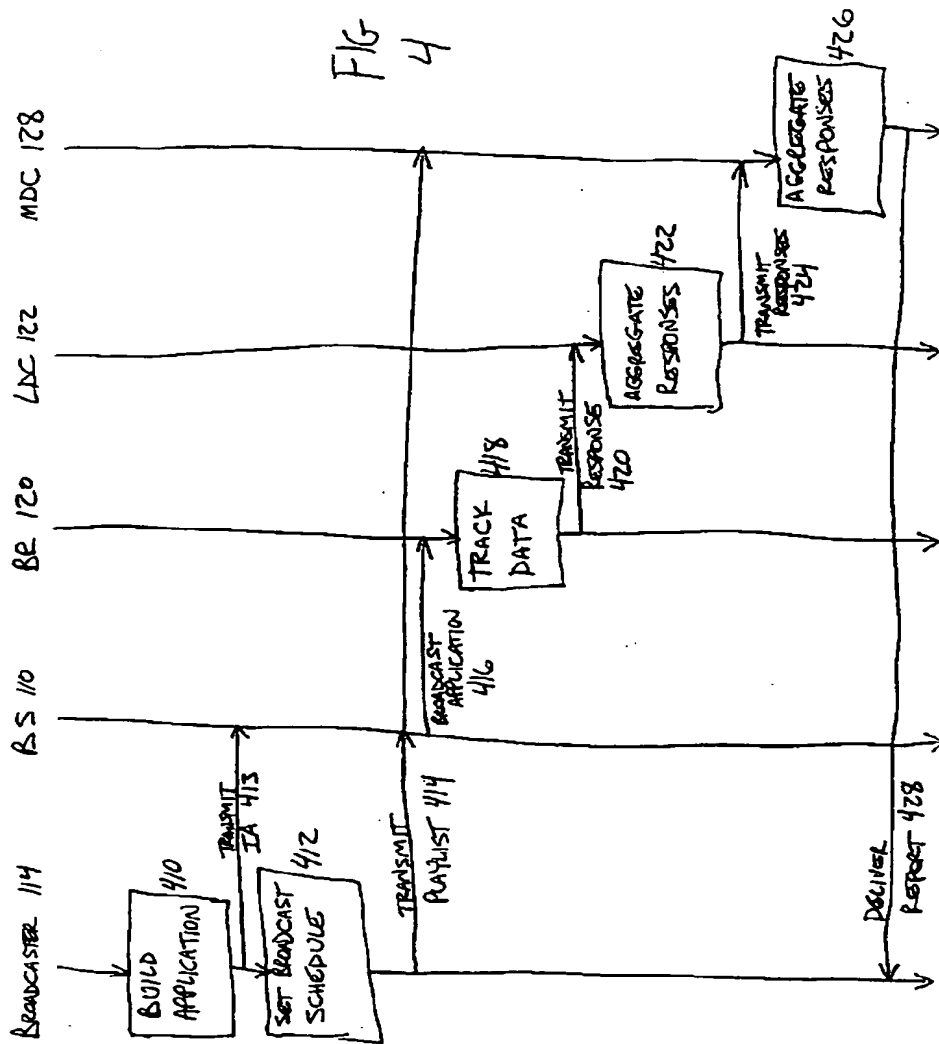 BROADCASTER 114
BS 110
BR 120
LDC 122
MDC 128
FIG
4
BUILD
APPLICATION
410
TRANSMIT
IA 413
SET BROADCAST
SCHEDULE
412
TRANSMIT
PLAYLIST 414
BROADCAST
APPLICATION
416
TRACK
DATA
418
TRANSMIT
RESPONSE
420
AGGREGATE
RESPONSES
422
TRANSMIT
RESPONSES
424
AGGREGATE
RESPONSES
426
DELIVER
REPORT 428